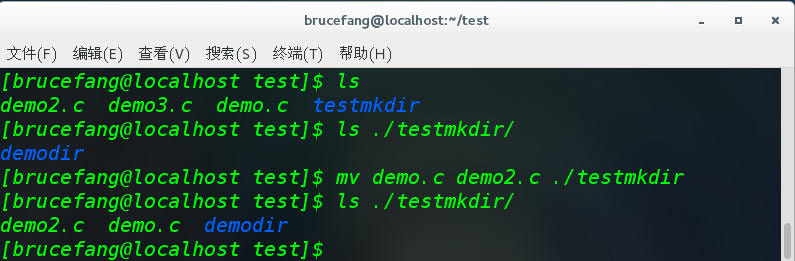 brucefang@localhost:~/test
文件(F) 编辑(E) 查看(V) 搜索(S) 终端(T) 帮助(H)
[brucefang@localhost test]$ ls
demo2.c demo3.c demo.c testmkdir
[brucefang@localhost test]$ ls ./testmkdir/
demodir
[brucefang@localhost test]$ mv demo.c demo2.c ./testmkdir
[brucefang@localhost test]$ ls ./testmkdir/
demo2.c demo.c demodir
[brucefang@localhost test]$